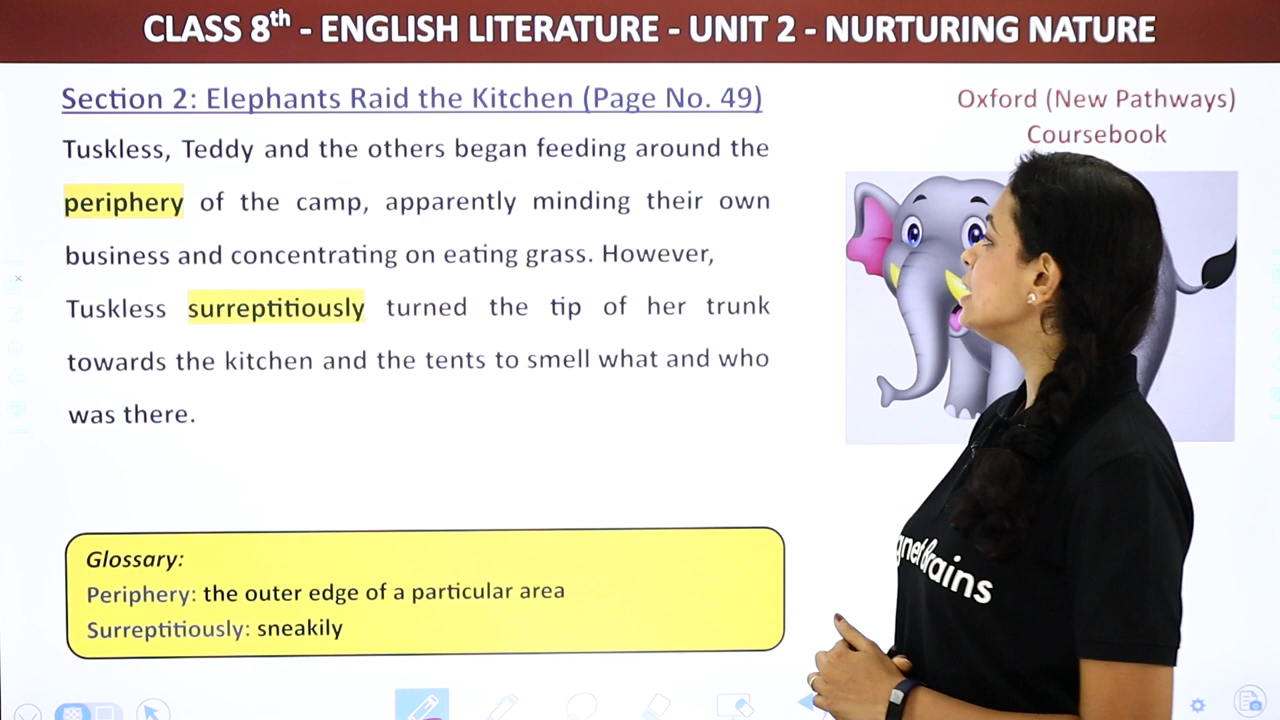 CLASS 8th - ENGLISH LITERATURE - UNIT 2 - NURTURING NATURE
Section 2: Elephants Raid the Kitchen (Page No. 49)
Oxford (New Pathways)
Coursebook
Tuskless, Teddy and the others began feeding around the
periphery of the camp, apparently minding their own
business and concentrating on eating grass. However,
Tuskless surreptitiously turned the tip of her trunk
towards the kitchen and the tents to smell what and who
was there.
Glossary:
Periphery: the outer edge of a particular area
Surreptitiously: sneakily
gnet Brains